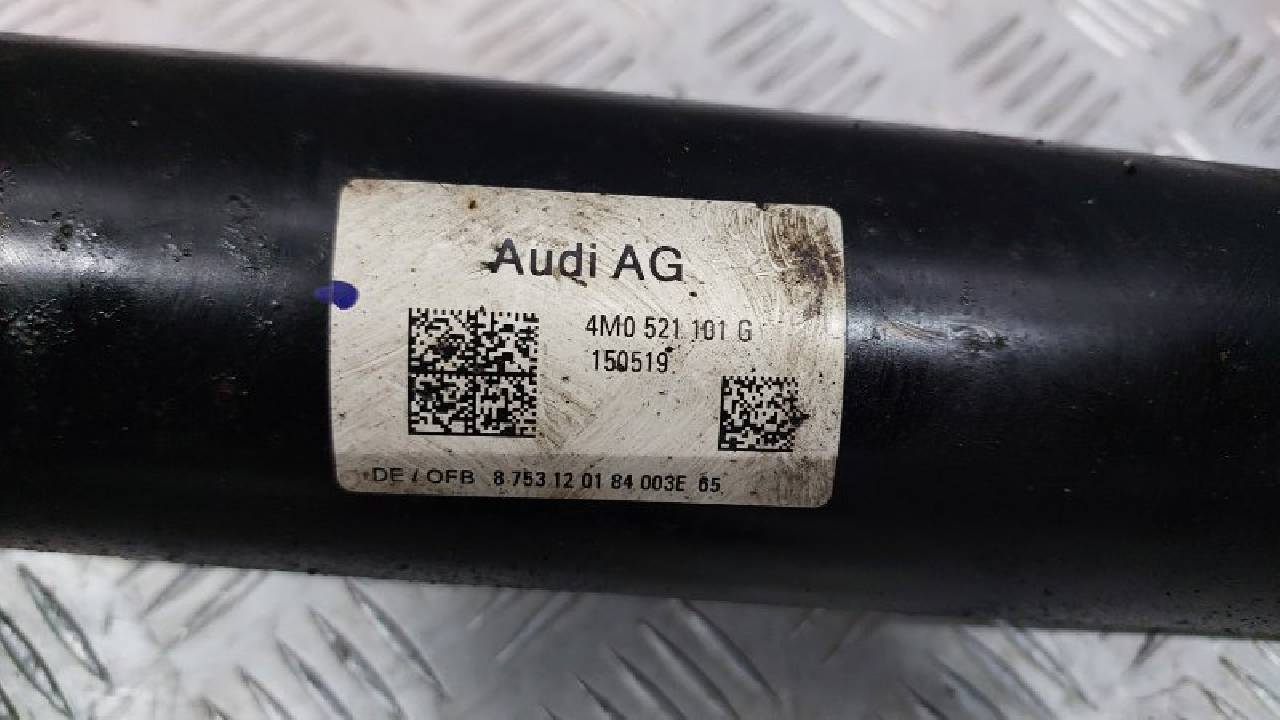 Audi AG
4M0 521 101 G
150519
DE / OFB 8 753 12 01 84 003E 65